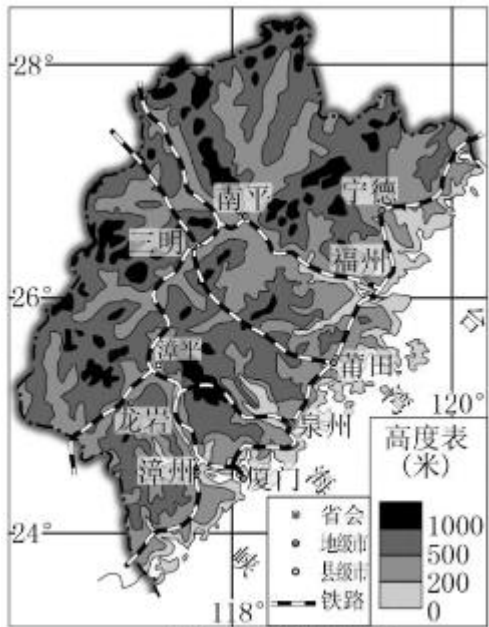 28°
南平
宁德
三明
福州
26°
台
漳平
莆田
湾
120°
龙岩
泉州
高度表
(米)
漳州
厦门
海
1000
500
200
0
24°
峡
省会
地级市
县级市
铁路
118°